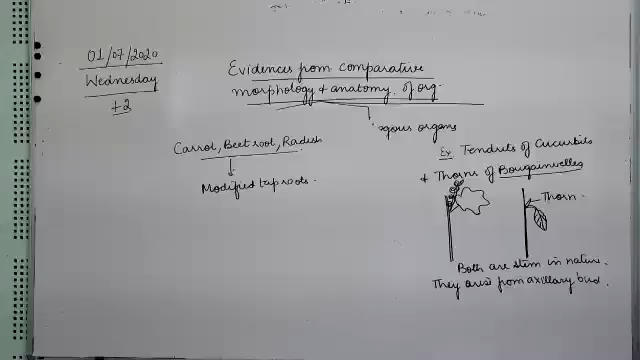 01/07/2020
Wednesday
+2
Evidences from comparative
morphology + anatomy of org
ogous organs
Carrot, Beet root, Radish
Modified tap roots.
Ex Tendrils of Cucurbits
+ Thorns of Bougainvellea
Thorn
Both are stem in nature.
They arise from axillary bud.